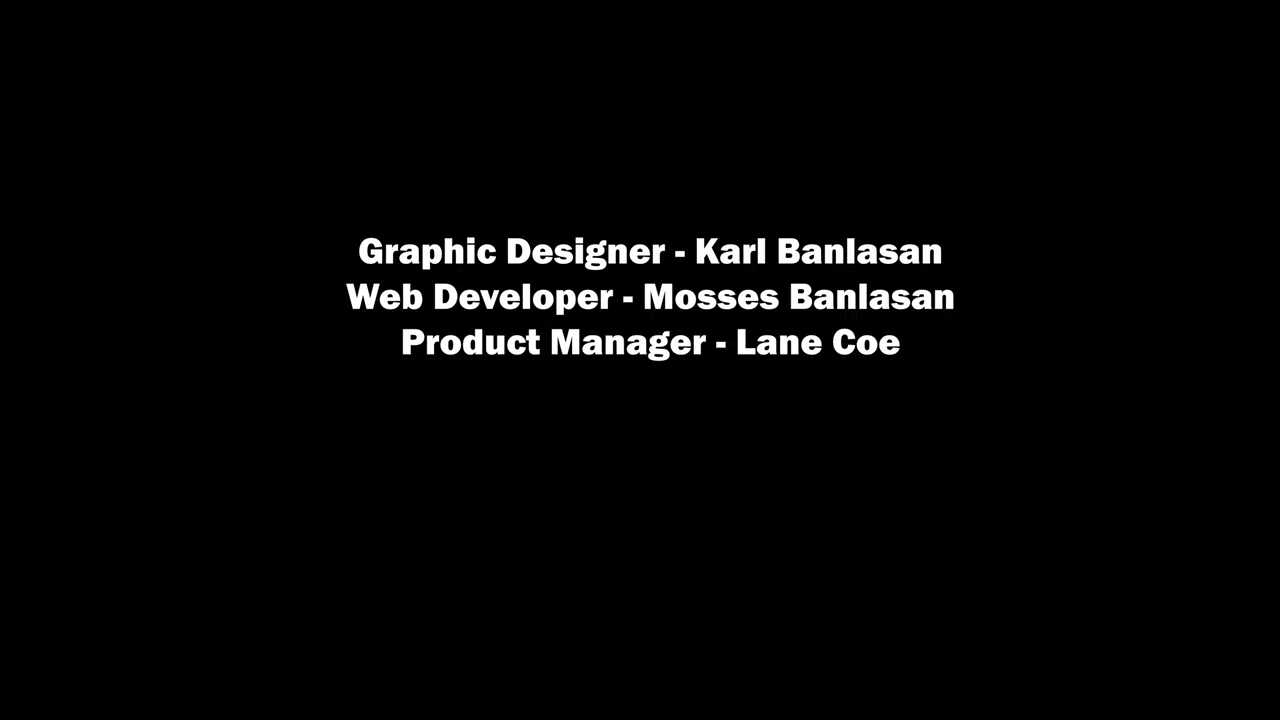 Graphic Designer - Karl Banlasan
Web Developer - Mosses Banlasan
Product Manager - Lane Coe